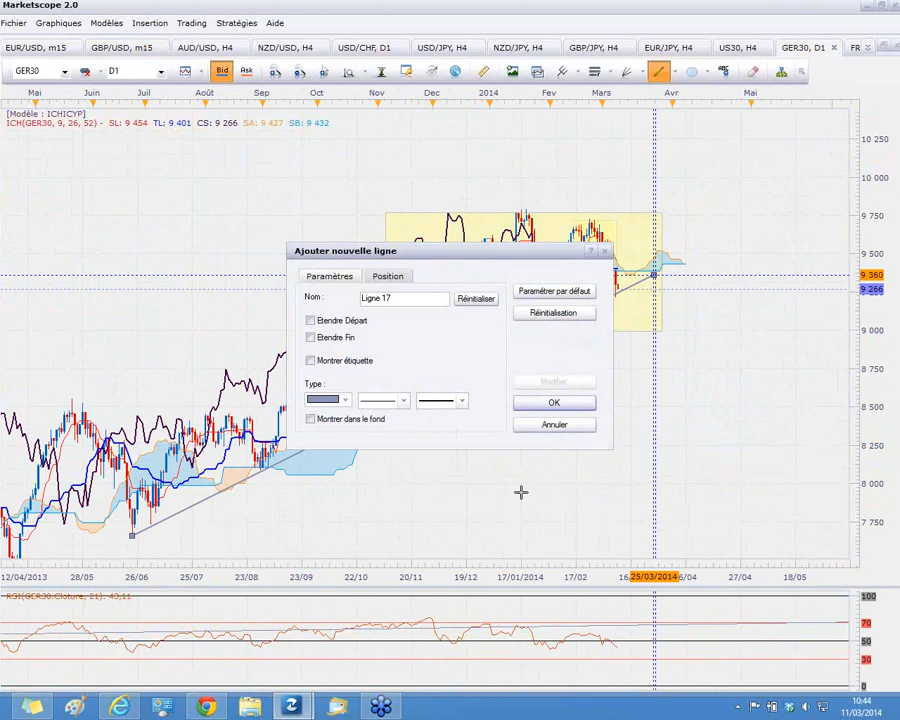 Marketscope 2.0
Fichier Graphiques Modèles Insertion Trading Stratégies Aide
EUR/USD, m15 GBP/USD, m15 AUD/USD, H4 NZD/USD, H4 USD/CHF, D1 USD/JPY, H4 NZD/JPY, H4 GBP/JPY, H4 EUR/JPY, H4 US30, H4 GER30, D1 FR
GER30 D1 Bid Ask ABC
Mai Juin Juil Août Sep Oct Nov Dec 2014 Fev Mars Avr Mai
[Modèle : ICHICYP]
ICH(GER30, 9, 26, 52) - SL: 9 454 TL: 9 401 CS: 9 266 SA: 9 427 SB: 9 432
10 250
10 000
9 750
9 500
9 360
9 266
9 000
8 750
8 500
8 250
8 000
7 750
Ajouter nouvelle ligne
Paramètres Position
Nom : Ligne 17 Réinitialiser Paramétrer par défaut
Etendre Départ Réinitialisation
Etendre Fin
Montrer étiquette
Type : Modifier
OK
Montrer dans le fond Annuler
12/04/2013 28/05 26/06 25/07 23/08 23/09 22/10 20/11 19/12 17/01/2014 17/02 16 25/03/2014 6/04 27/04 18/05
RSI(GER30.Cloture, 21): 43,11
100
70
50
30
0
10:44
11/03/2014